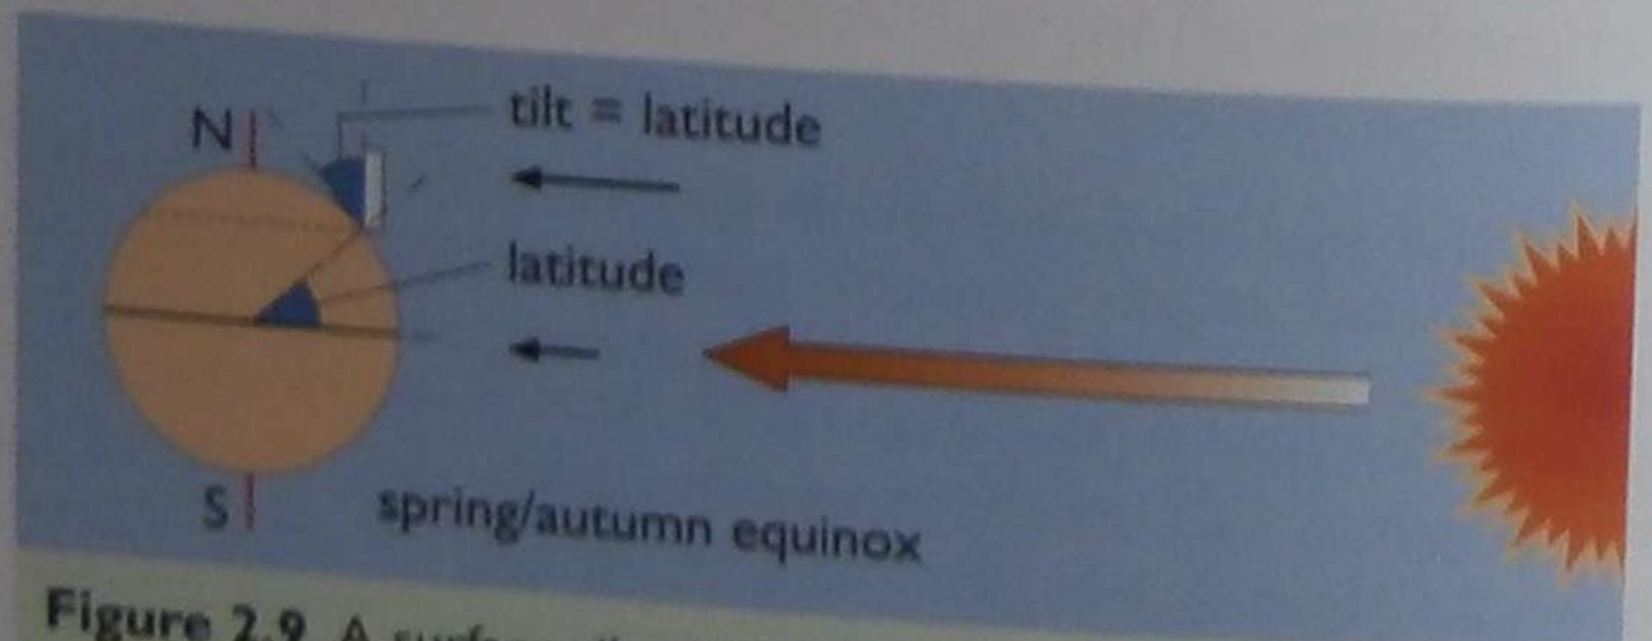 N
tilt = latitude
latitude
S
spring/autumn equinox
Figure 2.9 A